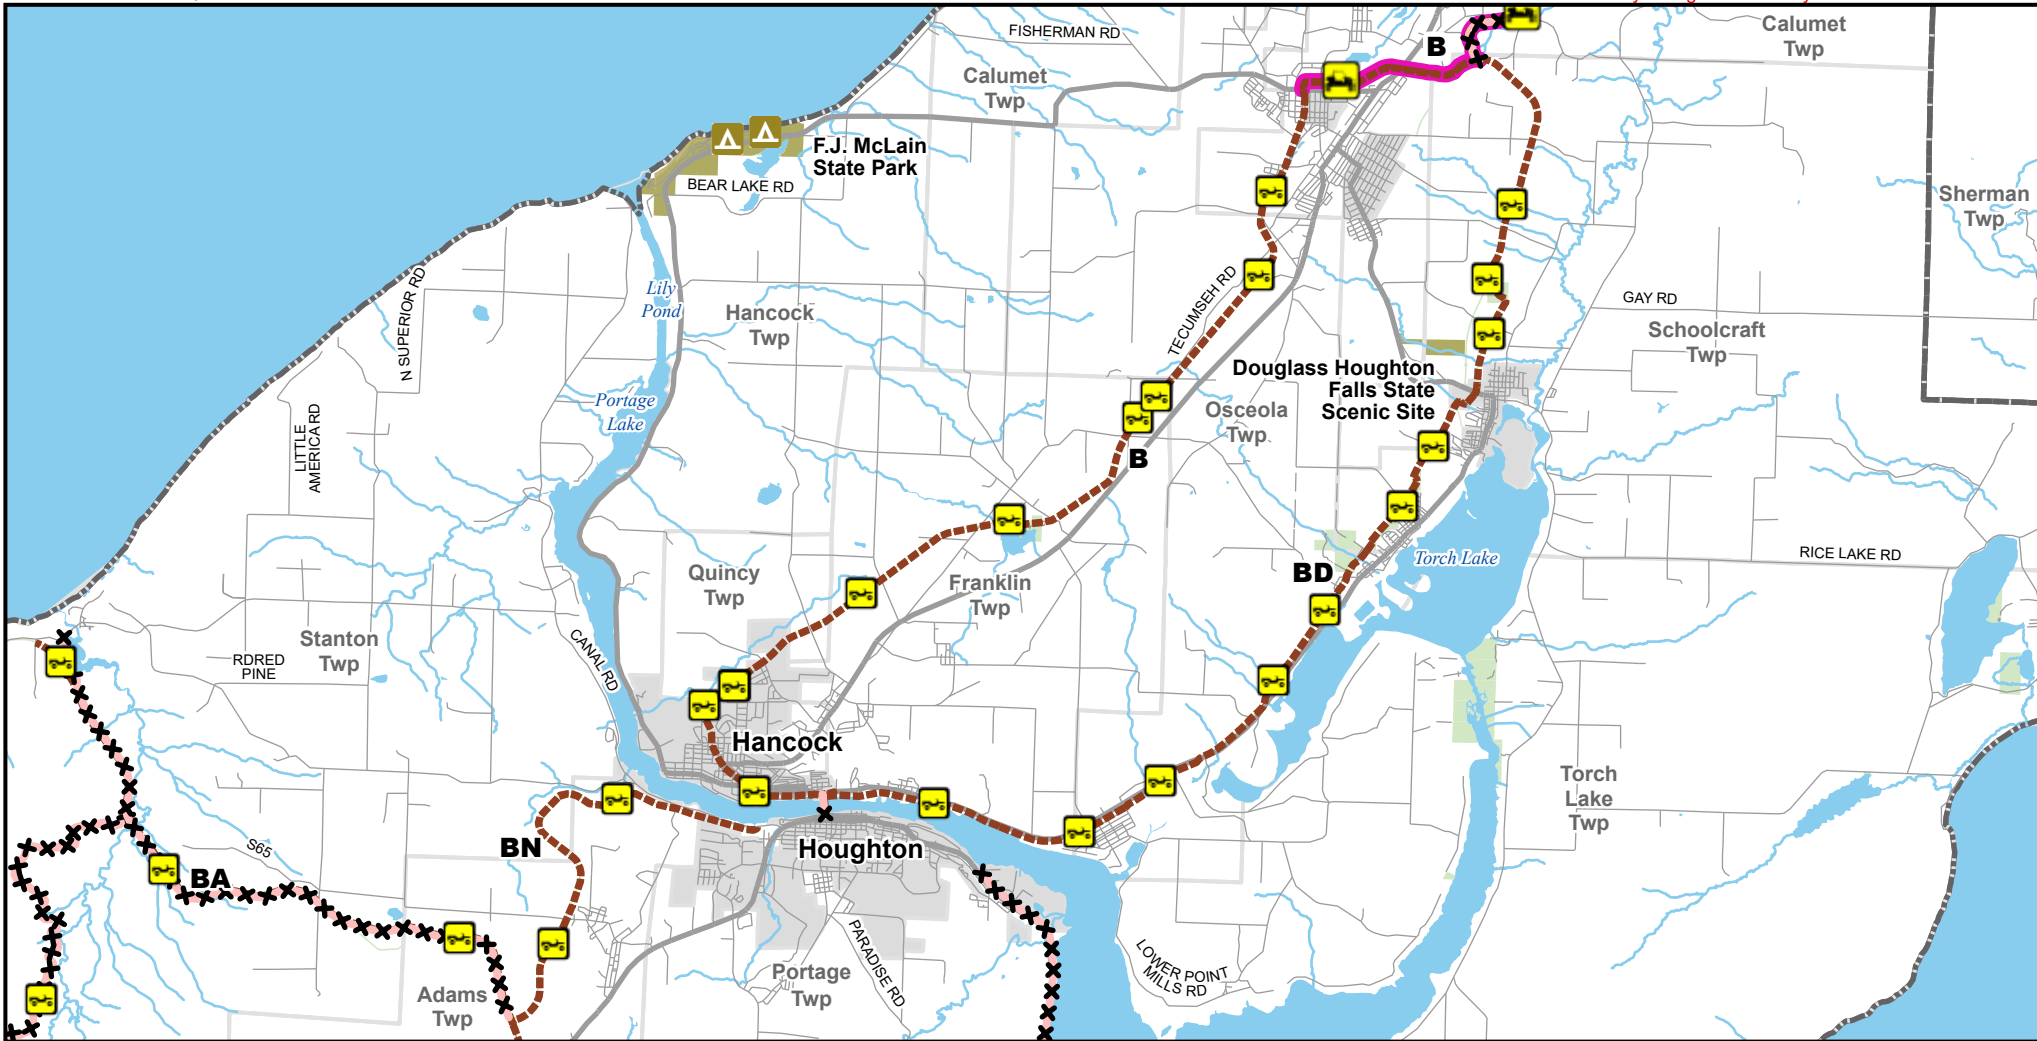 FISHERMAN RD
Calumet
Twp
B
Calumet
Twp
F.J. McLain
State Park
BEAR LAKE RD
Sherman
Twp
N SUPERIOR RD
Lily
Pond
Hancock
Twp
TECUMSEH RD
GAY RD
Schoolcraft
Twp
Douglass Houghton
Falls State
Scenic Site
Portage
Lake
Osceola
Twp
LITTLE
AMERICA RD
B
Torch Lake
RICE LAKE RD
BD
Quincy
Twp
Franklin
Twp
Stanton
Twp
RDRED
PINE
CANAL RD
Hancock
Torch
Lake
Twp
BN
S65
Houghton
BA
PARADISE RD
Portage
Twp
LOWER POINT
MILLS RD
Adams
Twp